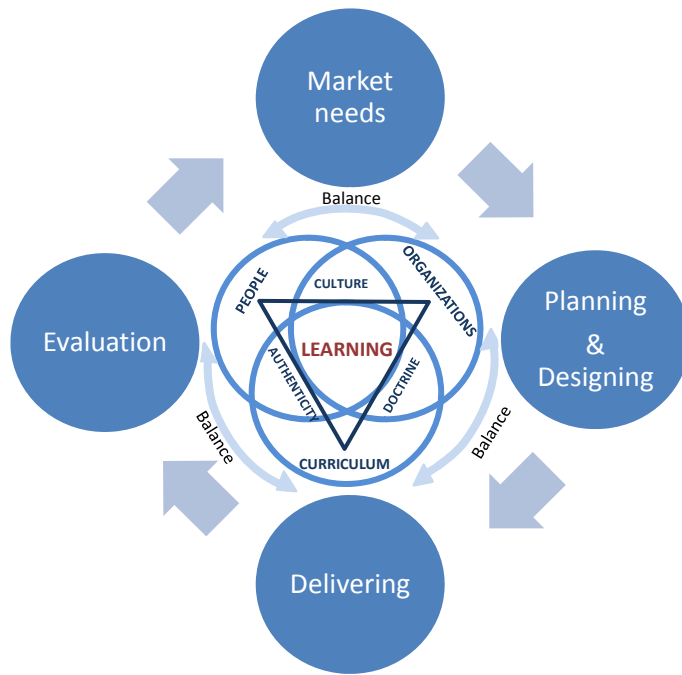 Market
needs
Balance
PEOPLE
ORGANIZATIONS
CULTURE
Evaluation
Planning
&
Designing
LEARNING
AUTHENTICITY
DOCTRINE
Balance
Balance
CURRICULUM
Delivering